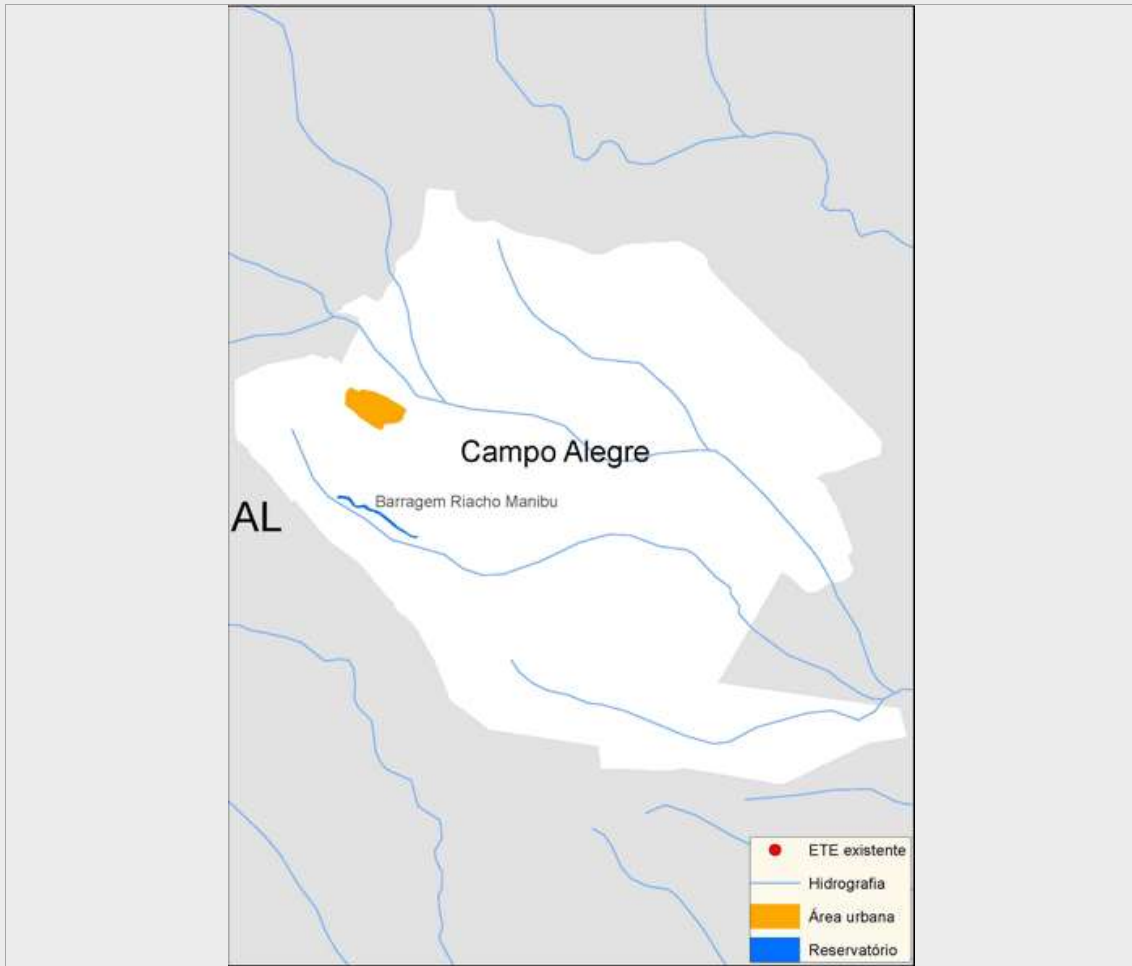 Campo Alegre
Barragem Riacho Manibu
AL
ETE existente
Hidrografia
Área urbana
Reservatório